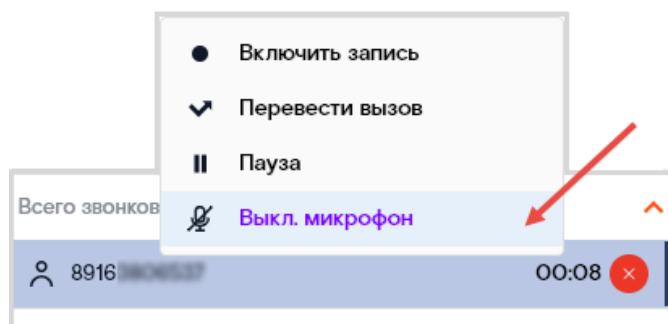 Включить запись
Перевести вызов
Пауза
Всего звонков
Выкл. микрофон
8916
00:08